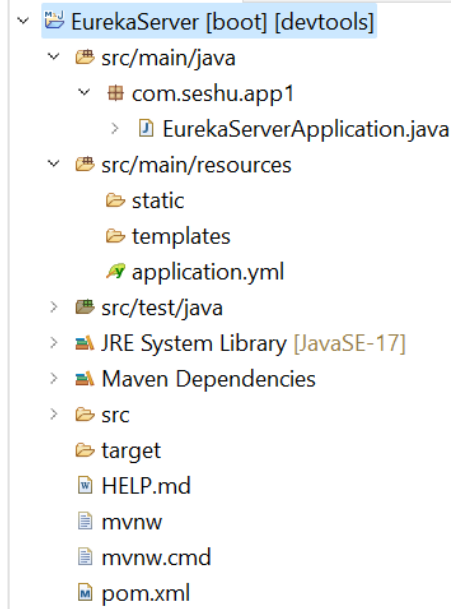 EurekaServer [boot] [devtools]
src/main/java
com.seshu.app1
EurekaServerApplication.java
src/main/resources
static
templates
application.yml
src/test/java
JRE System Library [JavaSE-17]
Maven Dependencies
src
target
HELP.md
mvnw
mvnw.cmd
pom.xml